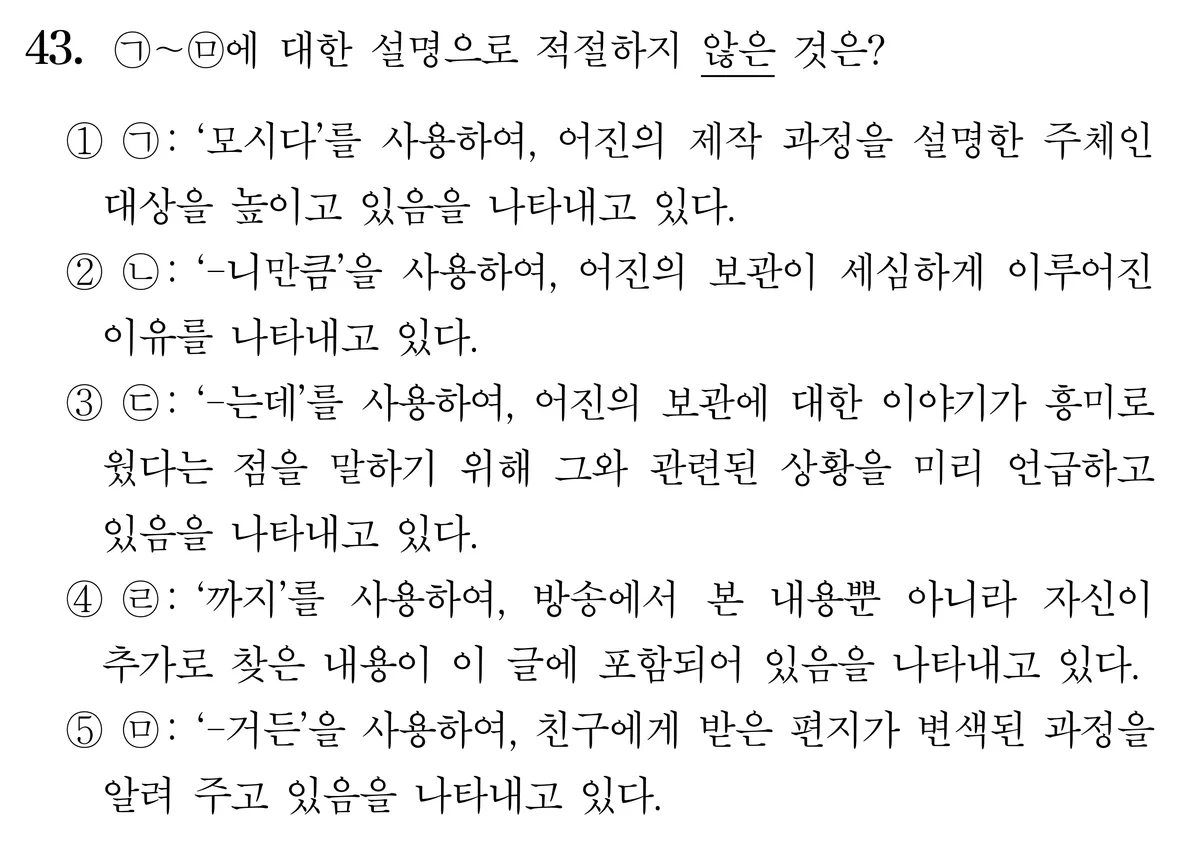 43. ㉠~㉤에 대한 설명으로 적절하지 않은 것은?
① ㉠: ‘모시다’를 사용하여, 어진의 제작 과정을 설명한 주체인
대상을 높이고 있음을 나타내고 있다.
② ㉡: ‘-니만큼’을 사용하여, 어진의 보관이 세심하게 이루어진
이유를 나타내고 있다.
③ ㉢: ‘-는데’를 사용하여, 어진의 보관에 대한 이야기가 흥미로
웠다는 점을 말하기 위해 그와 관련된 상황을 미리 언급하고
있음을 나타내고 있다.
④ ㉣: ‘까지’를 사용하여, 방송에서 본 내용뿐 아니라 자신이
추가로 찾은 내용이 이 글에 포함되어 있음을 나타내고 있다.
⑤ ㉤: ‘-거든’을 사용하여, 친구에게 받은 편지가 변색된 과정을
알려 주고 있음을 나타내고 있다.